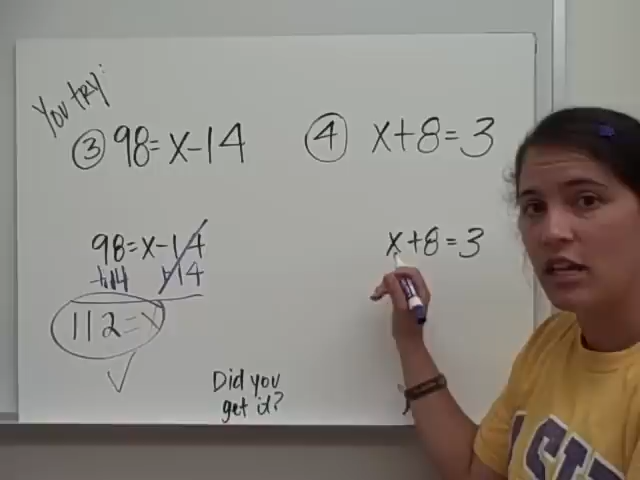 You try:
③ 98=x-14
98=x-14
+14 +14
112=x
✓
Did you
get it?
④ x+8=3
x+8=3